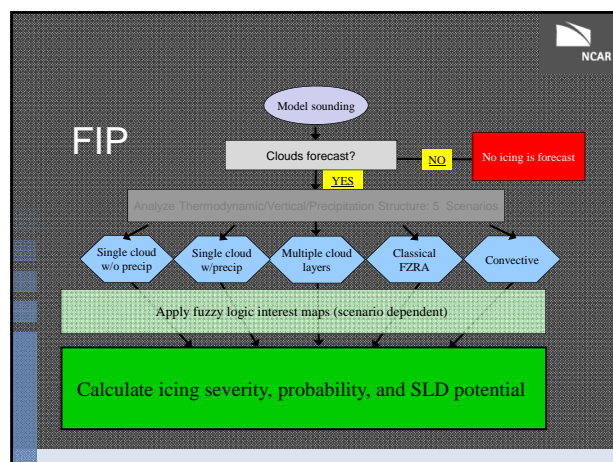 NCAR
FIP
Model sounding
Clouds forecast?
NO
No icing is forecast
YES
Analyze Thermodynamic/Vertical/Precipitation Structure: 5 Scenarios
Single cloud
w/o precip
Single cloud
w/precip
Multiple cloud
layers
Classical
FZRA
Convective
Apply fuzzy logic interest maps (scenario dependent)
Calculate icing severity, probability, and SLD potential